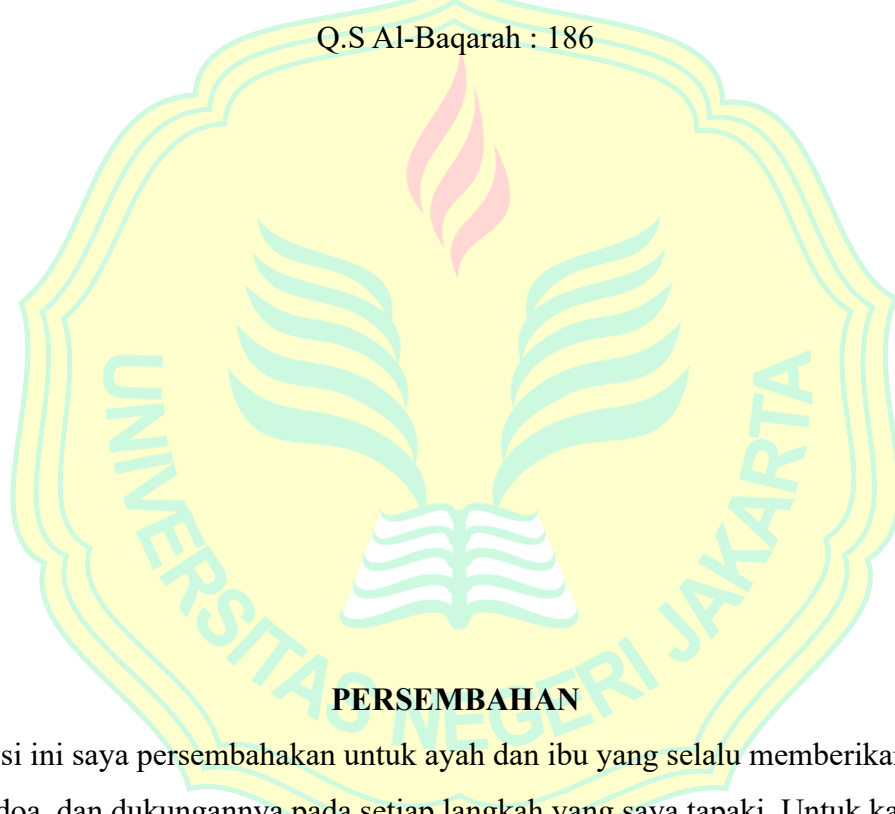 Q.S Al-Baqarah : 186
UNIVERSITAS NEGERI JAKARTA
PERSEMBAHAN
si ini saya persembahakan untuk ayah dan ibu yang selalu memberikan
doa, dan dukungannya pada setiap langkah yang saya tapaki. Untuk ka